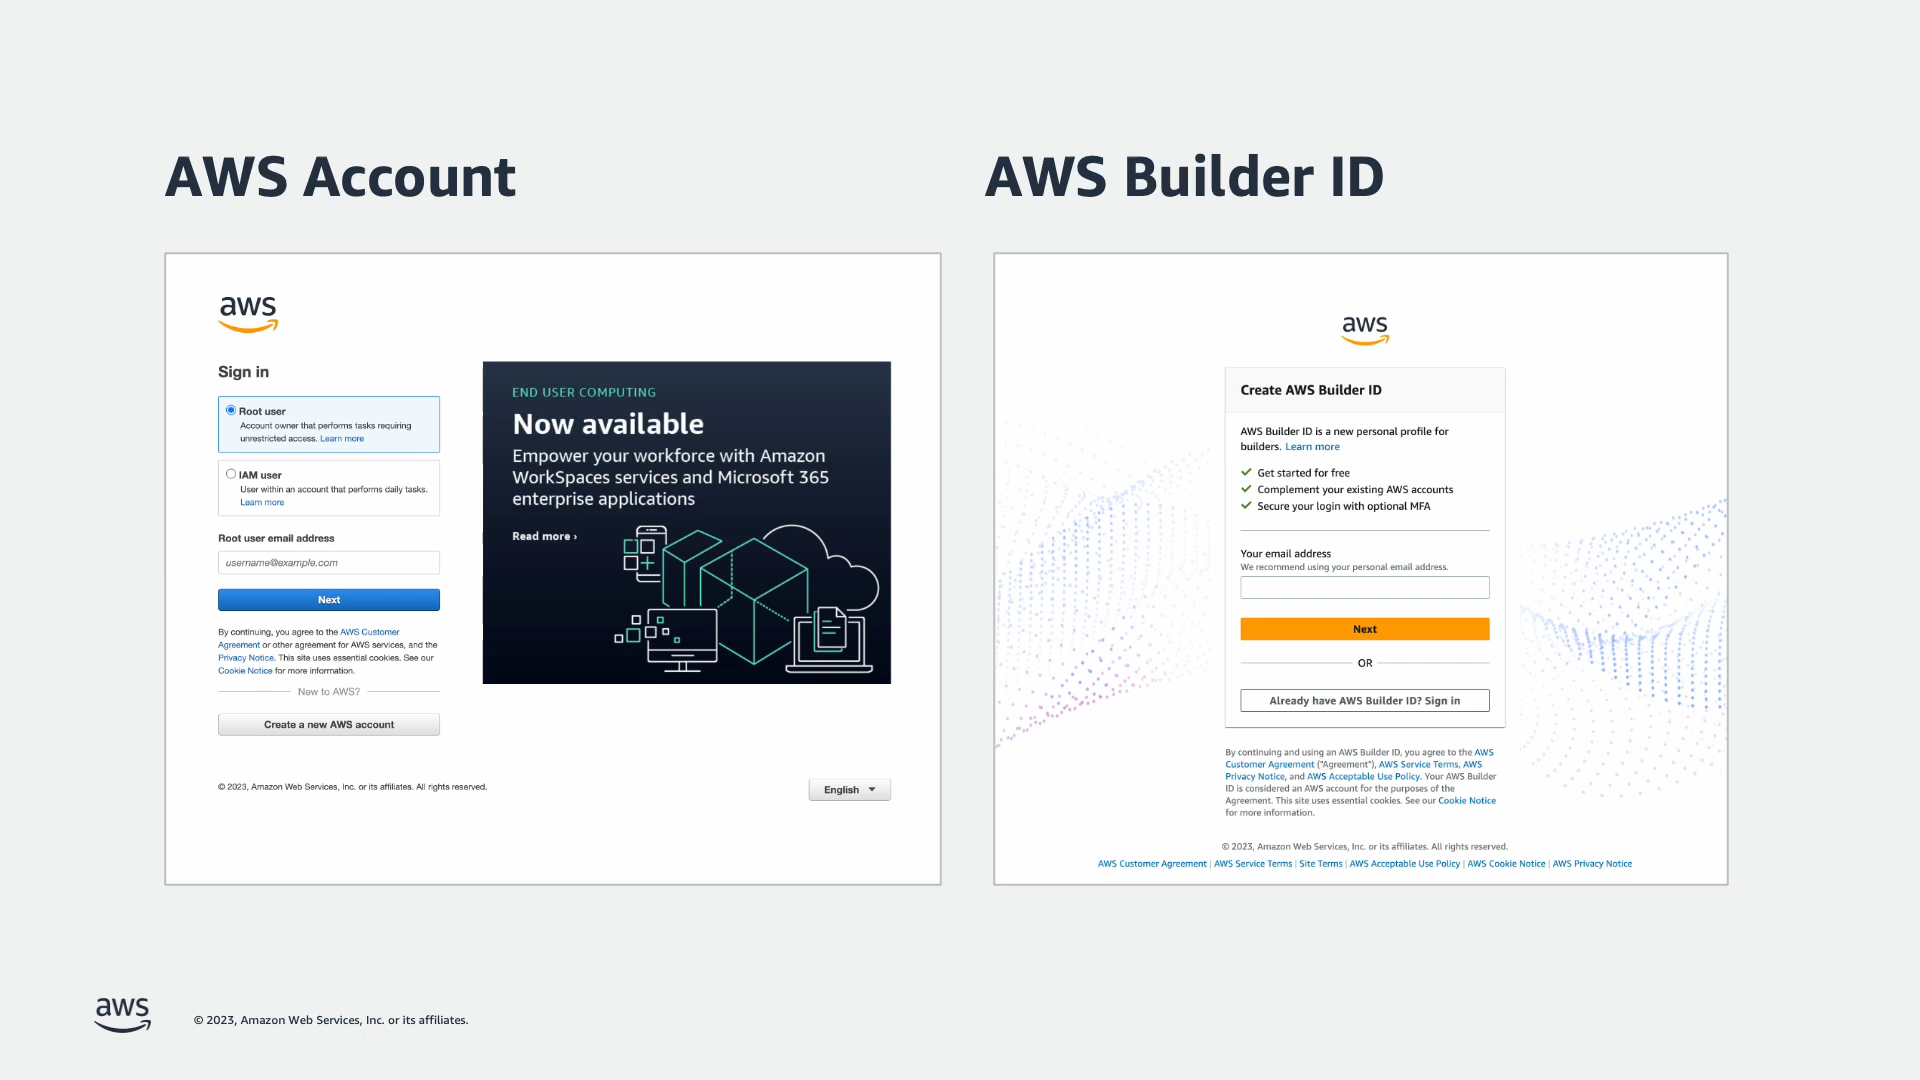 AWS Account
aws
Sign in
Root user
Account owner that performs tasks requiring
unrestricted access. Learn more
IAM user
User within an account that performs daily tasks.
Learn more
Root user email address
username@example.com
Next
By continuing, you agree to the AWS Customer
Agreement or other agreement for AWS services, and the
Privacy Notice. This site uses essential cookies. See our
Cookie Notice for more information.
New to AWS?
Create a new AWS account
END USER COMPUTING
Now available
Empower your workforce with Amazon
WorkSpaces services and Microsoft 365
enterprise applications
Read more ›
© 2023, Amazon Web Services, Inc. or its affiliates. All rights reserved.
English
AWS Builder ID
aws
Create AWS Builder ID
AWS Builder ID is a new personal profile for
builders. Learn more
Get started for free
Complement your existing AWS accounts
Secure your login with optional MFA
Your email address
We recommend using your personal email address.
Next
OR
Already have AWS Builder ID? Sign in
By continuing and using an AWS Builder ID, you agree to the AWS
Customer Agreement ("Agreement"), AWS Service Terms, AWS
Privacy Notice, and AWS Acceptable Use Policy. Your AWS Builder
ID is considered an AWS account for the purposes of the
Agreement. This site uses essential cookies. See our Cookie Notice
for more information.
© 2023, Amazon Web Services, Inc. or its affiliates. All rights reserved.
AWS Customer Agreement | AWS Service Terms | Site Terms | AWS Acceptable Use Policy | AWS Cookie Notice | AWS Privacy Notice
aws
© 2023, Amazon Web Services, Inc. or its affiliates.